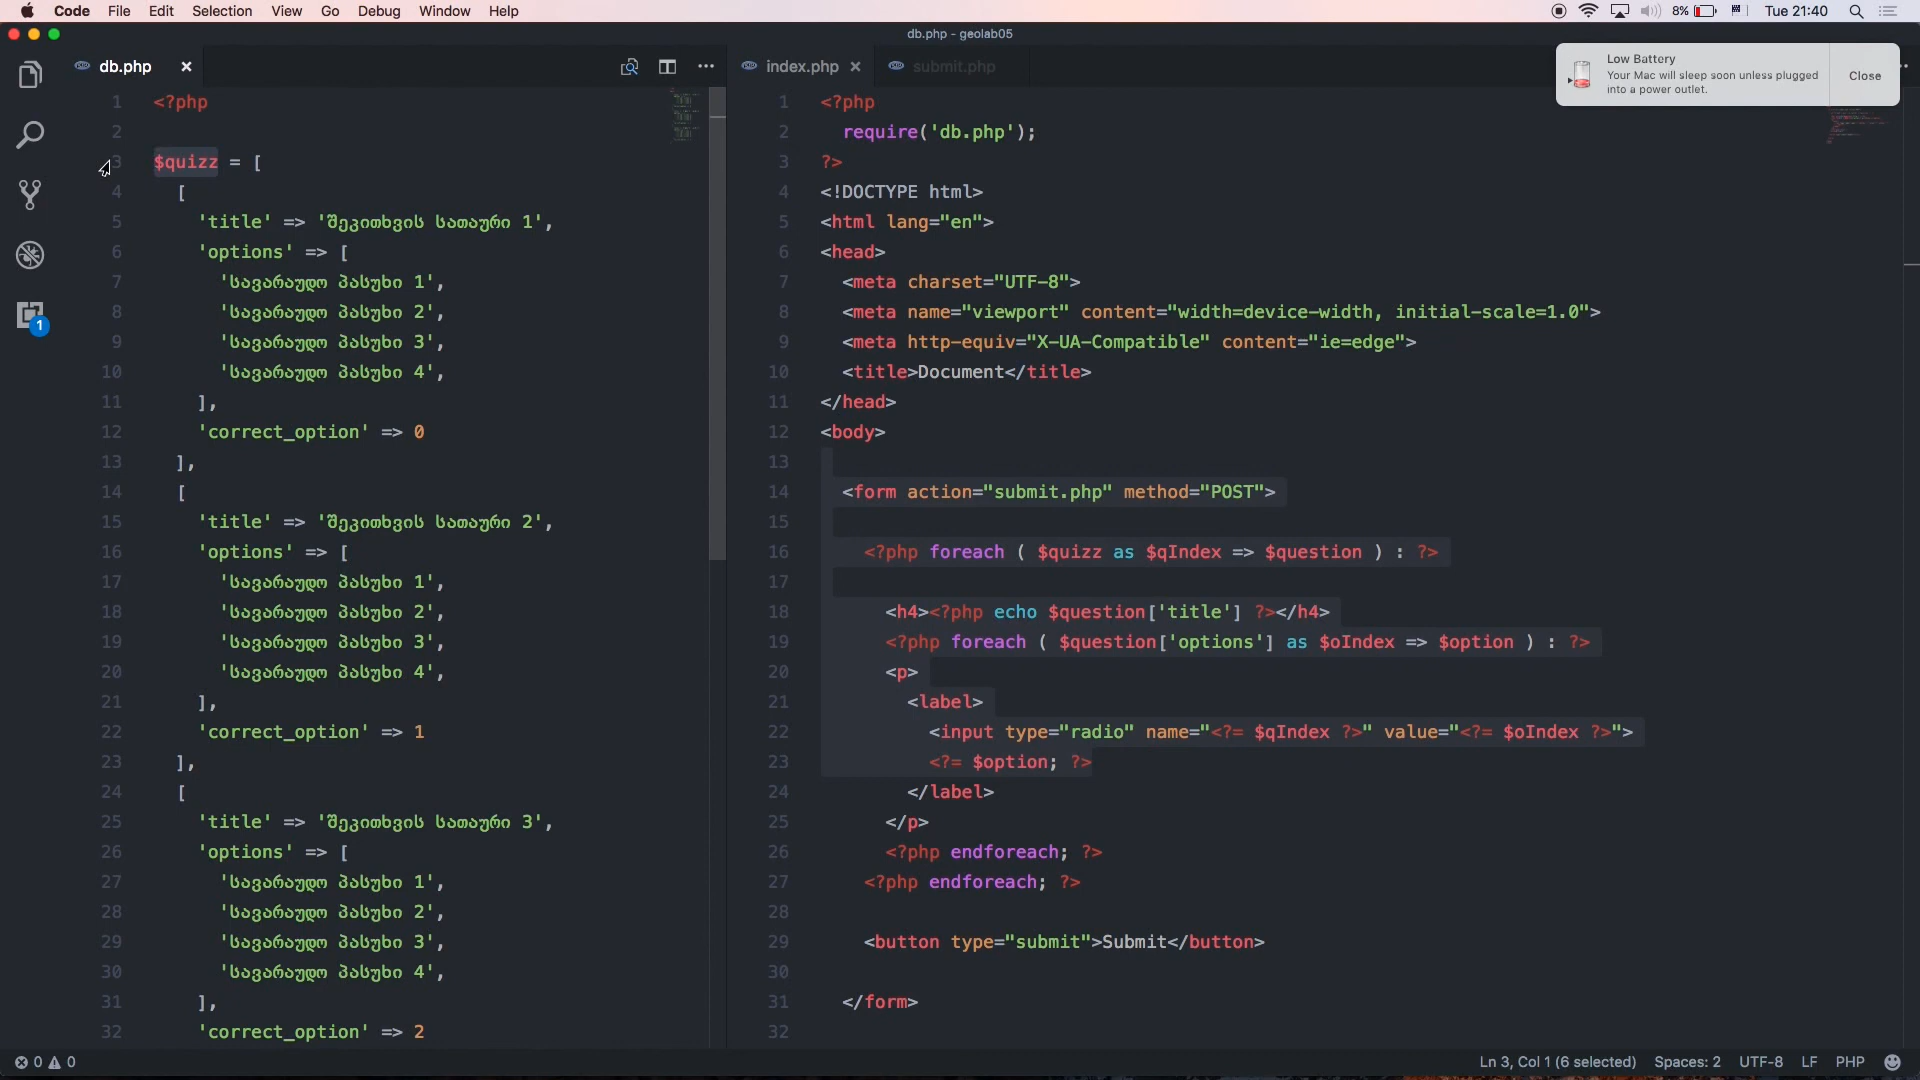 Code File Edit Selection View Go Debug Window Help 8% Tue 21:40
db.php - geolab05
Low Battery
Your Mac will sleep soon unless plugged
into a power outlet.
Close
db.php
1 <?php
2
3 $quizz = [
4 [
5 'title' => 'შეკითხვის სათაური 1',
6 'options' => [
7 'სავარაუდო პასუხი 1',
8 'სავარაუდო პასუხი 2',
9 'სავარაუდო პასუხი 3',
10 'სავარაუდო პასუხი 4',
11 ],
12 'correct_option' => 0
13 ],
14 [
15 'title' => 'შეკითხვის სათაური 2',
16 'options' => [
17 'სავარაუდო პასუხი 1',
18 'სავარაუდო პასუხი 2',
19 'სავარაუდო პასუხი 3',
20 'სავარაუდო პასუხი 4',
21 ],
22 'correct_option' => 1
23 ],
24 [
25 'title' => 'შეკითხვის სათაური 3',
26 'options' => [
27 'სავარაუდო პასუხი 1',
28 'სავარაუდო პასუხი 2',
29 'სავარაუდო პასუხი 3',
30 'სავარაუდო პასუხი 4',
31 ],
32 'correct_option' => 2
index.php submit.php
1 <?php
2 require('db.php');
3 ?>
4 <!DOCTYPE html>
5 <html lang="en">
6 <head>
7 <meta charset="UTF-8">
8 <meta name="viewport" content="width=device-width, initial-scale=1.0">
9 <meta http-equiv="X-UA-Compatible" content="ie=edge">
10 <title>Document</title>
11 </head>
12 <body>
13
14 <form action="submit.php" method="POST">
15
16 <?php foreach ( $quizz as $qIndex => $question ) : ?>
17
18 <h4><?php echo $question['title'] ?></h4>
19 <?php foreach ( $question['options'] as $oIndex => $option ) : ?>
20 <p>
21 <label>
22 <input type="radio" name="<?= $qIndex ?>" value="<?= $oIndex ?>">
23 <?= $option; ?>
24 </label>
25 </p>
26 <?php endforeach; ?>
27 <?php endforeach; ?>
28
29 <button type="submit">Submit</button>
30
31 </form>
32
1
0 0 Ln 3, Col 1 (6 selected) Spaces: 2 UTF-8 LF PHP